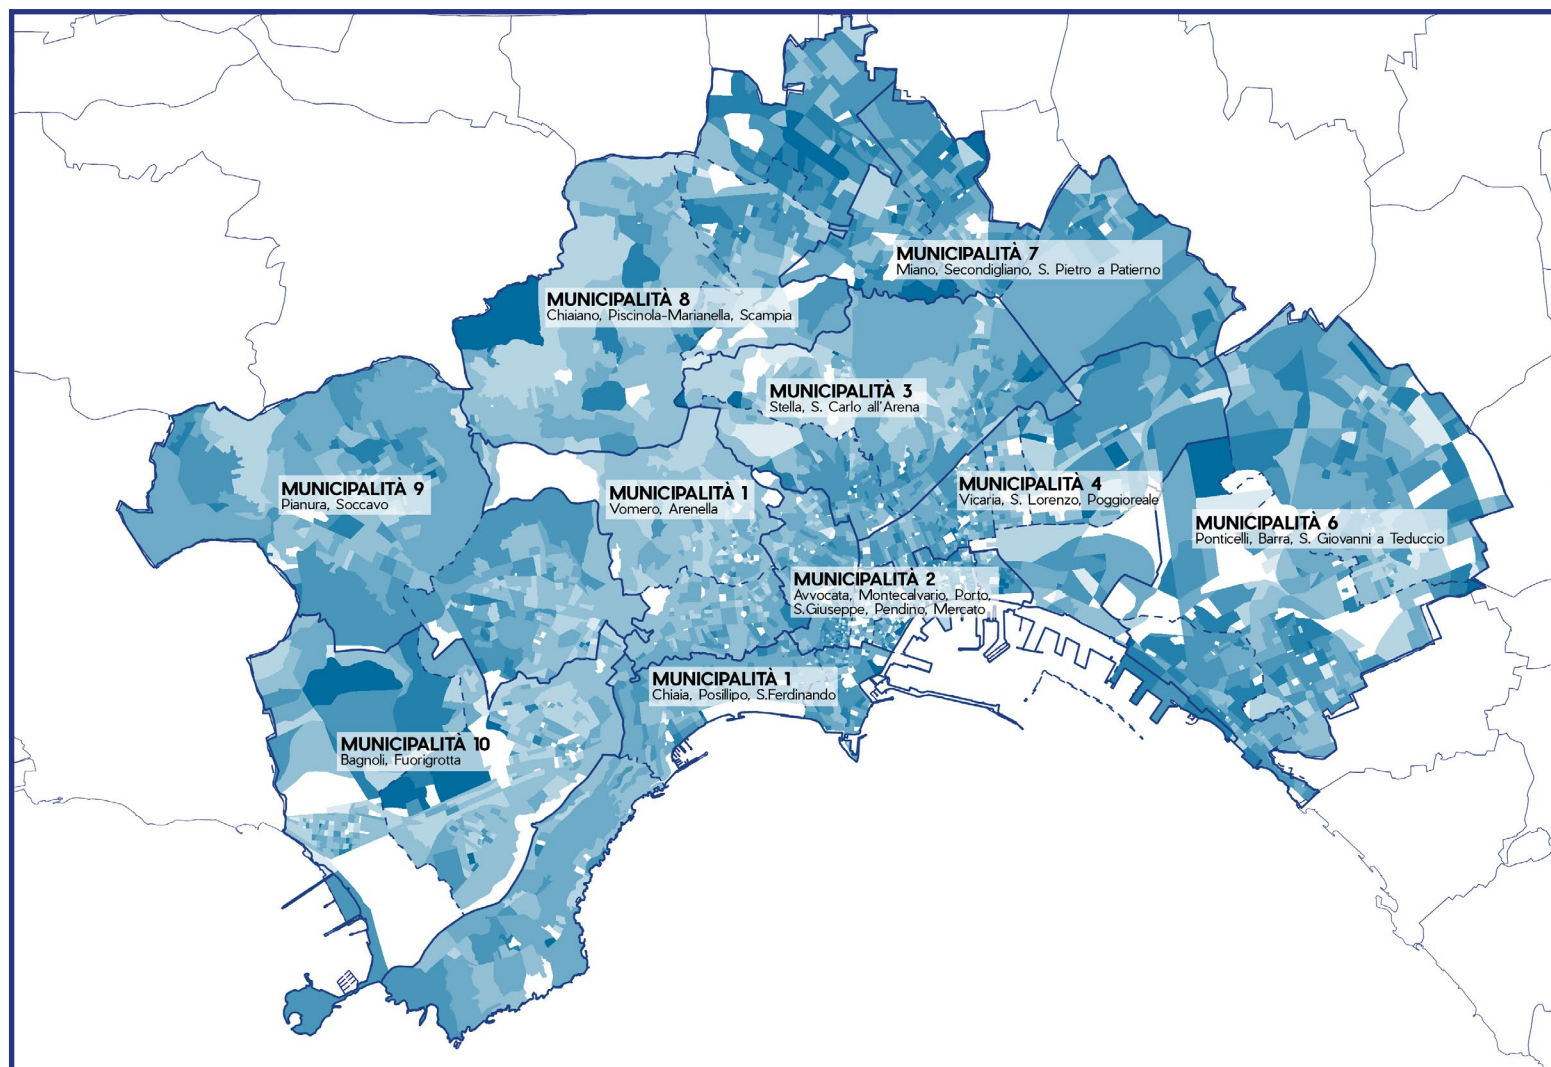 MUNICIPALITÀ 7
Miano, Secondigliano, S. Pietro a Patierno
MUNICIPALITÀ 8
Chiaiano, Piscinola-Marianella, Scampia
MUNICIPALITÀ 3
Stella, S. Carlo all'Arena
MUNICIPALITÀ 9
Pianura, Soccavo
MUNICIPALITÀ 1
Vomero, Arenella
MUNICIPALITÀ 4
Vicaria, S. Lorenzo, Poggioreale
MUNICIPALITÀ 6
Ponticelli, Barra, S. Giovanni a Teduccio
MUNICIPALITÀ 2
Avvocata, Montecalvario, Porto,
S.Giuseppe, Pendino, Mercato
MUNICIPALITÀ 1
Chiaia, Posillipo, S.Ferdinando
MUNICIPALITÀ 10
Bagnoli, Fuorigrotta